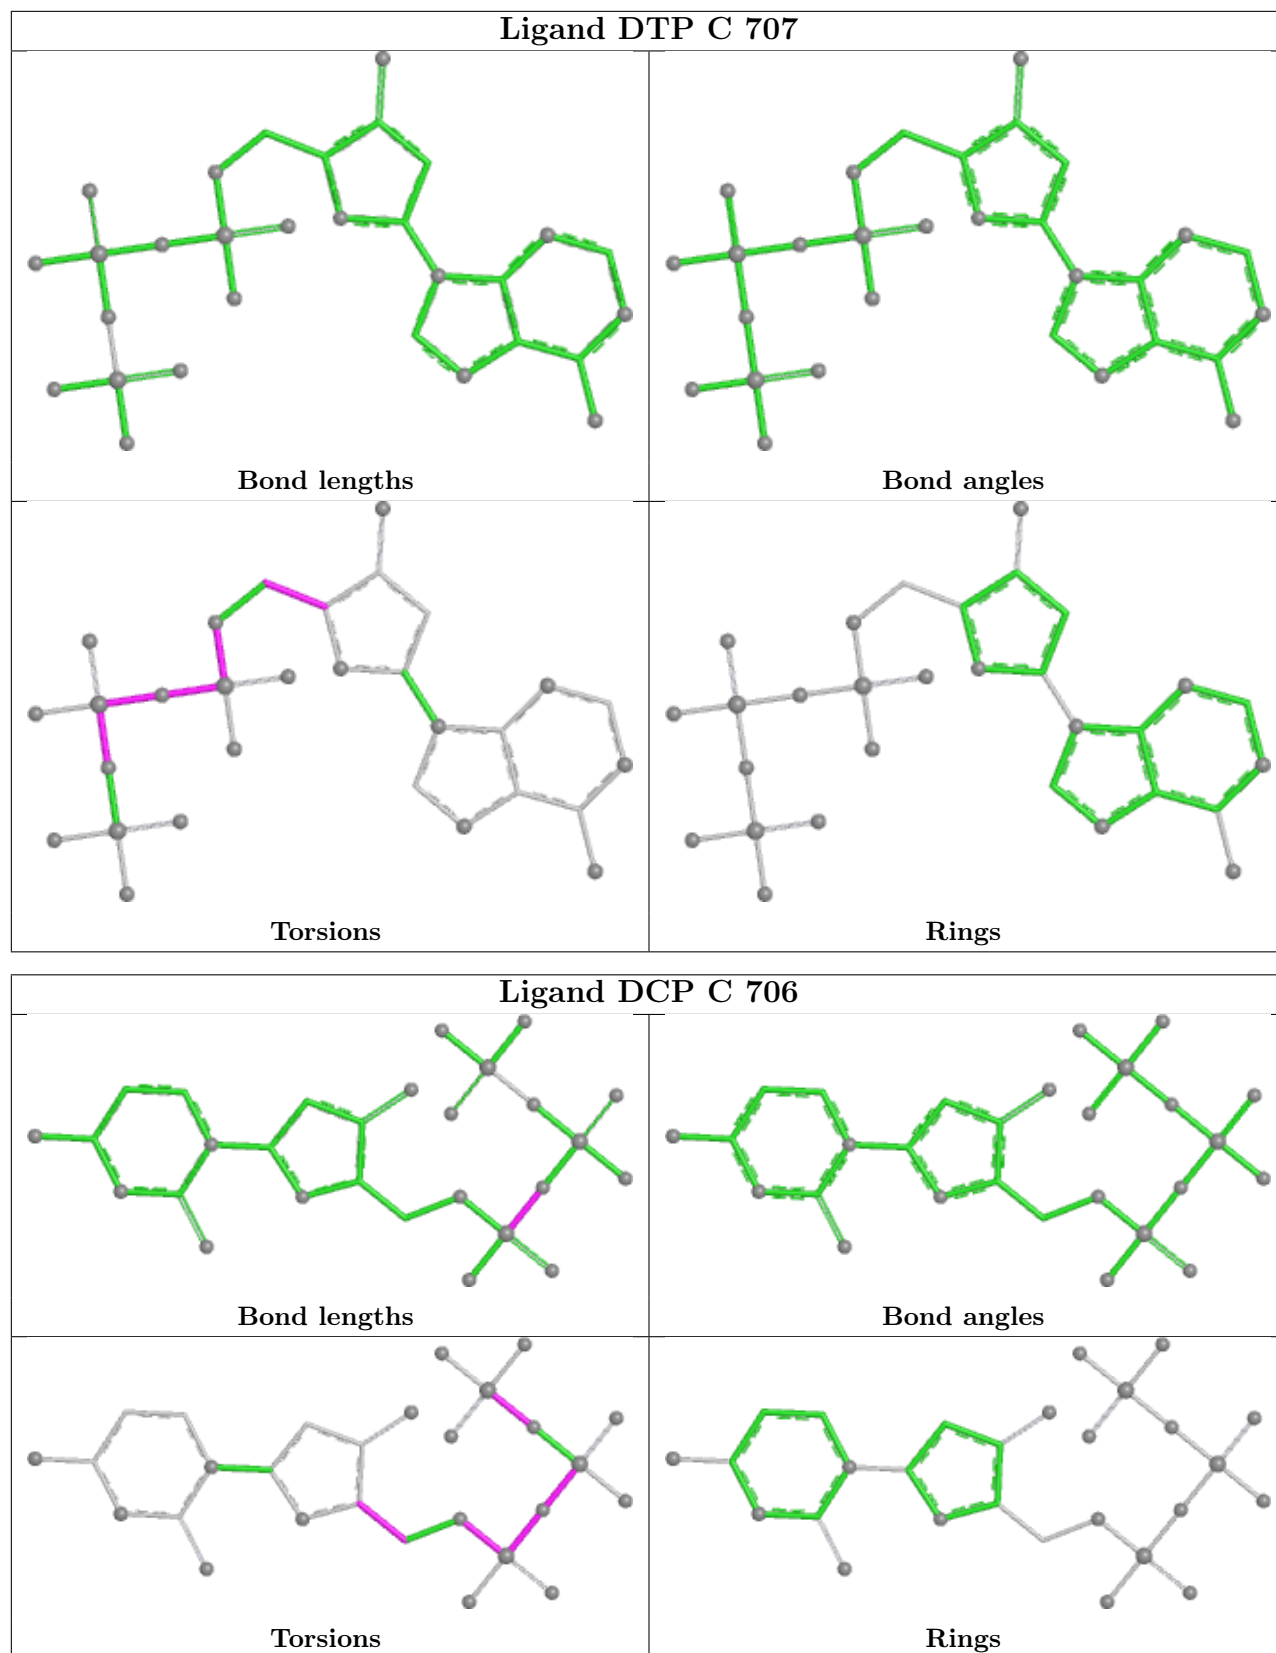 Ligand DTP C 707
Bond lengths
Bond angles
Torsions
Rings
Ligand DCP C 706
Bond lengths
Bond angles
Torsions
Rings